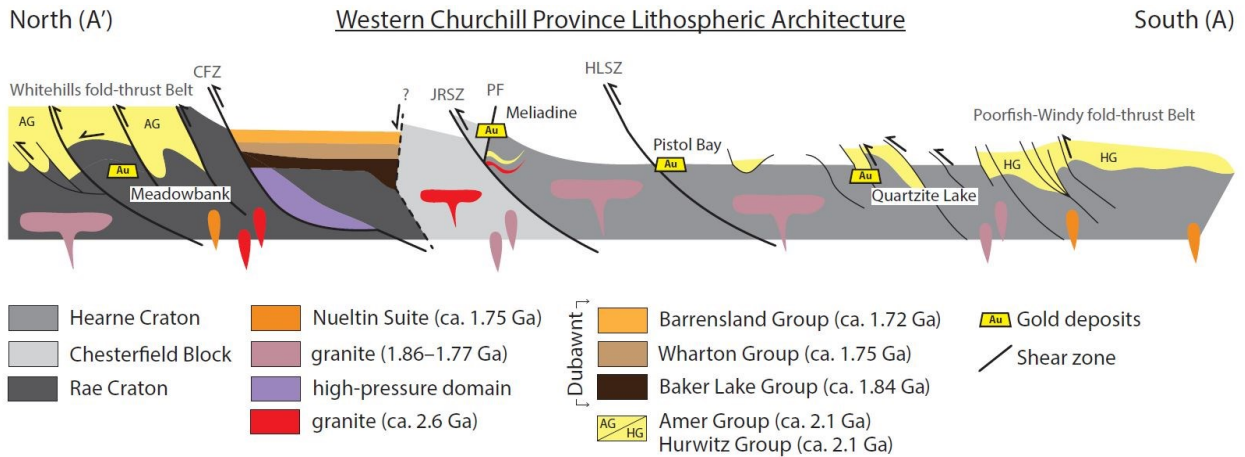 North (A')
Western Churchill Province Lithospheric Architecture
South (A)
Whitehills fold-thrust Belt
CFZ
?
JRSZ
PF
Meliadine
HLSZ
Poorfish-Windy fold-thrust Belt
AG
AG
Au
Au
Pistol Bay
Au
Au
HG
HG
Meadowbank
Quartzite Lake
Hearne Craton
Chesterfield Block
Rae Craton
Nueltin Suite (ca. 1.75 Ga)
granite (1.86–1.77 Ga)
high-pressure domain
granite (ca. 2.6 Ga)
Dubawnt
Barrensland Group (ca. 1.72 Ga)
Wharton Group (ca. 1.75 Ga)
Baker Lake Group (ca. 1.84 Ga)
AG
HG
Amer Group (ca. 2.1 Ga)
Hurwitz Group (ca. 2.1 Ga)
Au Gold deposits
Shear zone